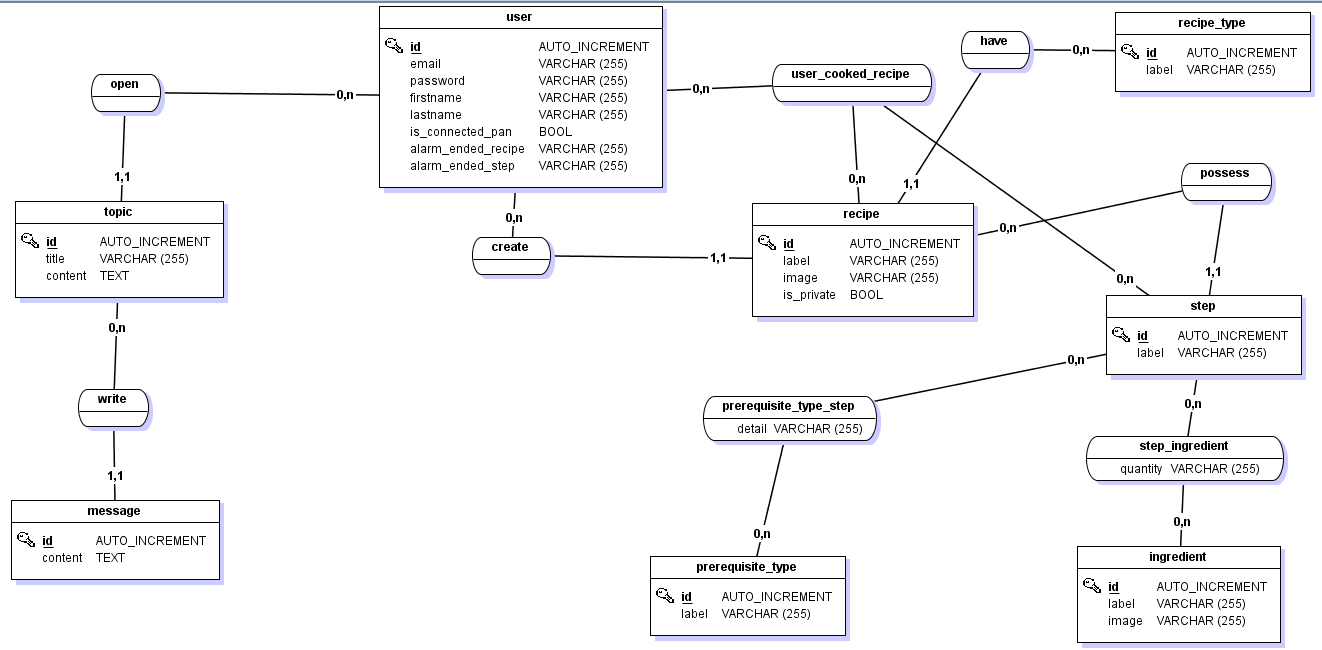 user
id AUTO_INCREMENT
email VARCHAR (255)
password VARCHAR (255)
firstname VARCHAR (255)
lastname VARCHAR (255)
is_connected_pan BOOL
alarm_ended_recipe VARCHAR (255)
alarm_ended_step VARCHAR (255)
recipe_type
id AUTO_INCREMENT
label VARCHAR (255)
have
0,n
1,1
open
0,n
1,1
user_cooked_recipe
0,n
0,n
0,n
possess
0,n
1,1
topic
id AUTO_INCREMENT
title VARCHAR (255)
content TEXT
create
0,n
1,1
recipe
id AUTO_INCREMENT
label VARCHAR (255)
image VARCHAR (255)
is_private BOOL
step
id AUTO_INCREMENT
label VARCHAR (255)
write
0,n
1,1
prerequisite_type_step
detail VARCHAR (255)
0,n
0,n
step_ingredient
quantity VARCHAR (255)
0,n
0,n
message
id AUTO_INCREMENT
content TEXT
prerequisite_type
id AUTO_INCREMENT
label VARCHAR (255)
ingredient
id AUTO_INCREMENT
label VARCHAR (255)
image VARCHAR (255)